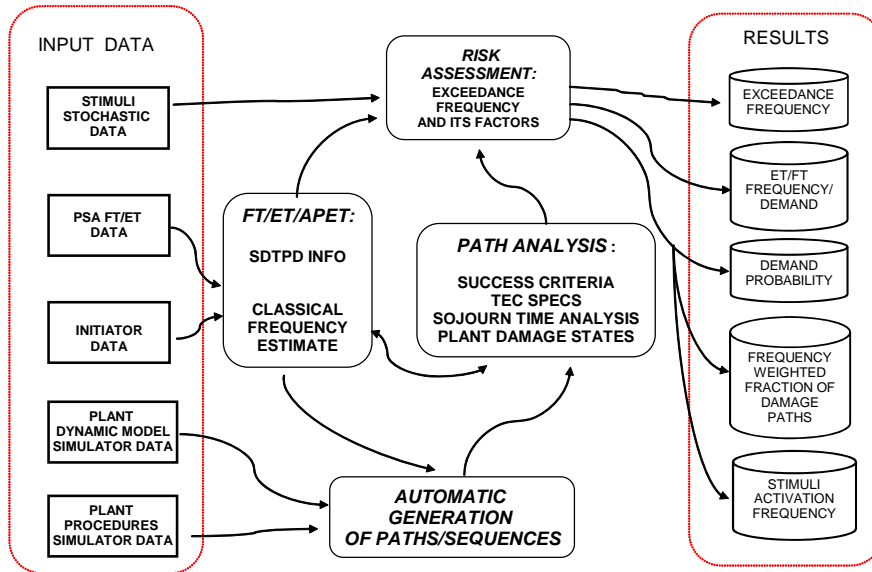 INPUT DATA
STIMULI
STOCHASTIC
DATA
PSA FT/ET
DATA
INITIATOR
DATA
PLANT
DYNAMIC MODEL
SIMULATOR DATA
PLANT
PROCEDURES
SIMULATOR DATA
RISK
ASSESSMENT:
EXCEEDANCE
FREQUENCY
AND ITS FACTORS
FT/ET/APET:
SDTPD INFO
CLASSICAL
FREQUENCY
ESTIMATE
PATH ANALYSIS :
SUCCESS CRITERIA
TEC SPECS
SOJOURN TIME ANALYSIS
PLANT DAMAGE STATES
AUTOMATIC
GENERATION
OF PATHS/SEQUENCES
RESULTS
EXCEEDANCE
FREQUENCY
ET/FT
FREQUENCY/
DEMAND
DEMAND
PROBABILITY
FREQUENCY
WEIGHTED
FRACTION OF
DAMAGE
PATHS
STIMULI
ACTIVATION
FREQUENCY